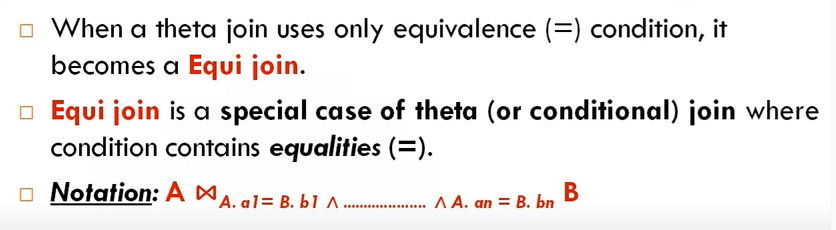 When a theta join uses only equivalence (=) condition, it
becomes a Equi join.
Equi join is a special case of theta (or conditional) join where
condition contains equalities (=).
Notation: A ⋈ A. a1= B. b1 ∧ ..................... ∧ A. an = B. bn B